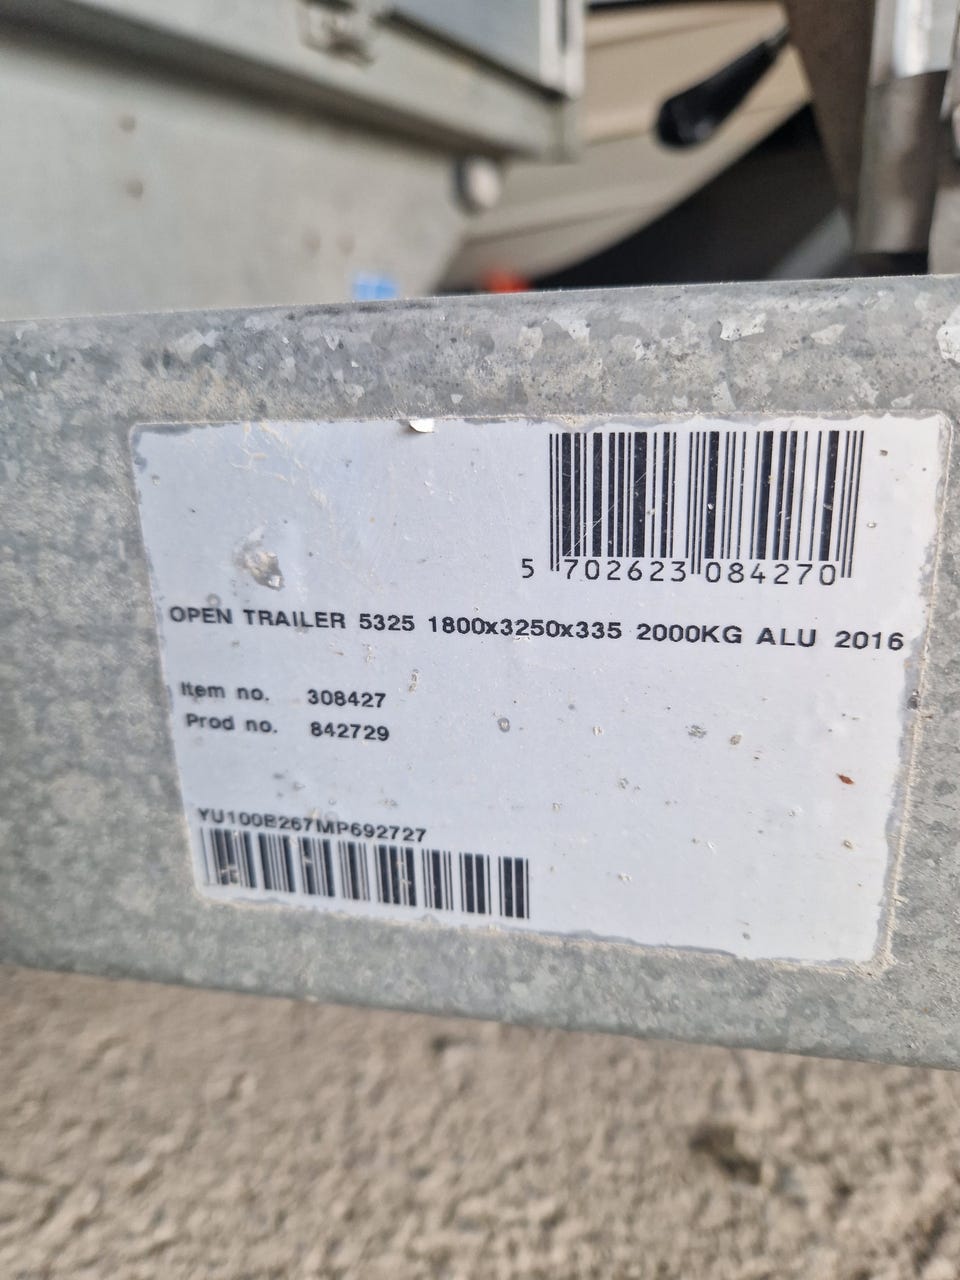 5 702623 084270
OPEN TRAILER 5325 1800x3250x335 2000KG ALU 2016
Item no. 308427
Prod no. 842729
YU100B267MP692727